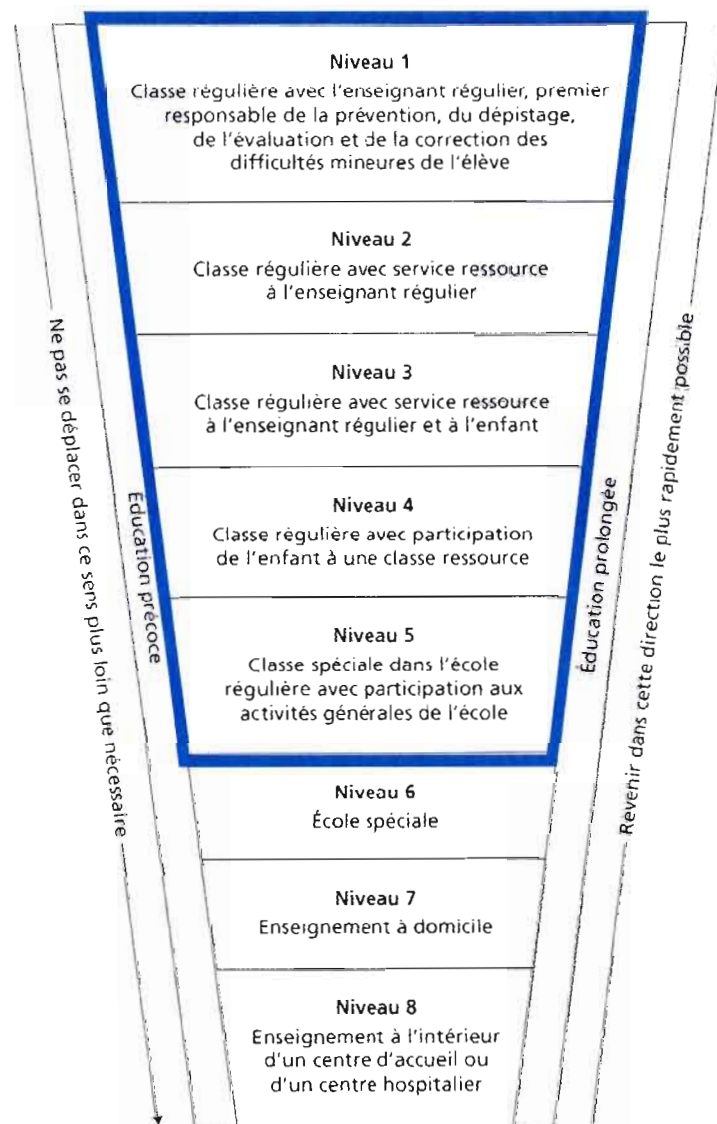 Niveau 1
Classe régulière avec l'enseignant régulier, premier
responsable de la prévention, du dépistage,
de l'évaluation et de la correction des
difficultés mineures de l'élève
Niveau 2
Classe régulière avec service ressource
à l'enseignant régulier
Niveau 3
Classe régulière avec service ressource
à l'enseignant régulier et à l'enfant
Niveau 4
Classe régulière avec participation
de l'enfant à une classe ressource
Niveau 5
Classe spéciale dans l'école
régulière avec participation aux
activités générales de l'école
Niveau 6
École spéciale
Niveau 7
Enseignement à domicile
Niveau 8
Enseignement à l'intérieur
d'un centre d'accueil ou
d'un centre hospitalier
Ne pas se déplacer dans ce sens plus loin que nécessaire
Éducation précoce
Éducation prolongée
Revenir dans cette direction le plus rapidement possible